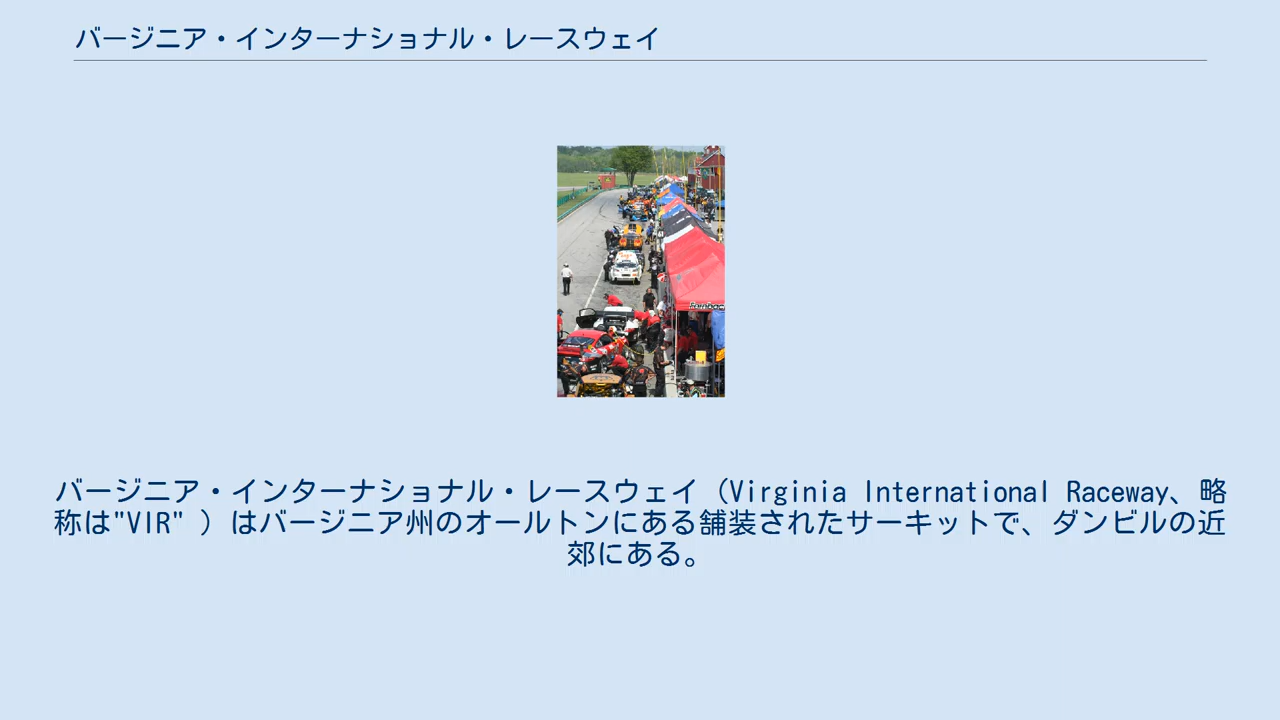 バージニア・インターナショナル・レースウェイ
バージニア・インターナショナル・レースウェイ（Virginia International Raceway、略
称は"VIR" ）はバージニア州のオールトンにある舗装されたサーキットで、ダンビルの近
郊にある。